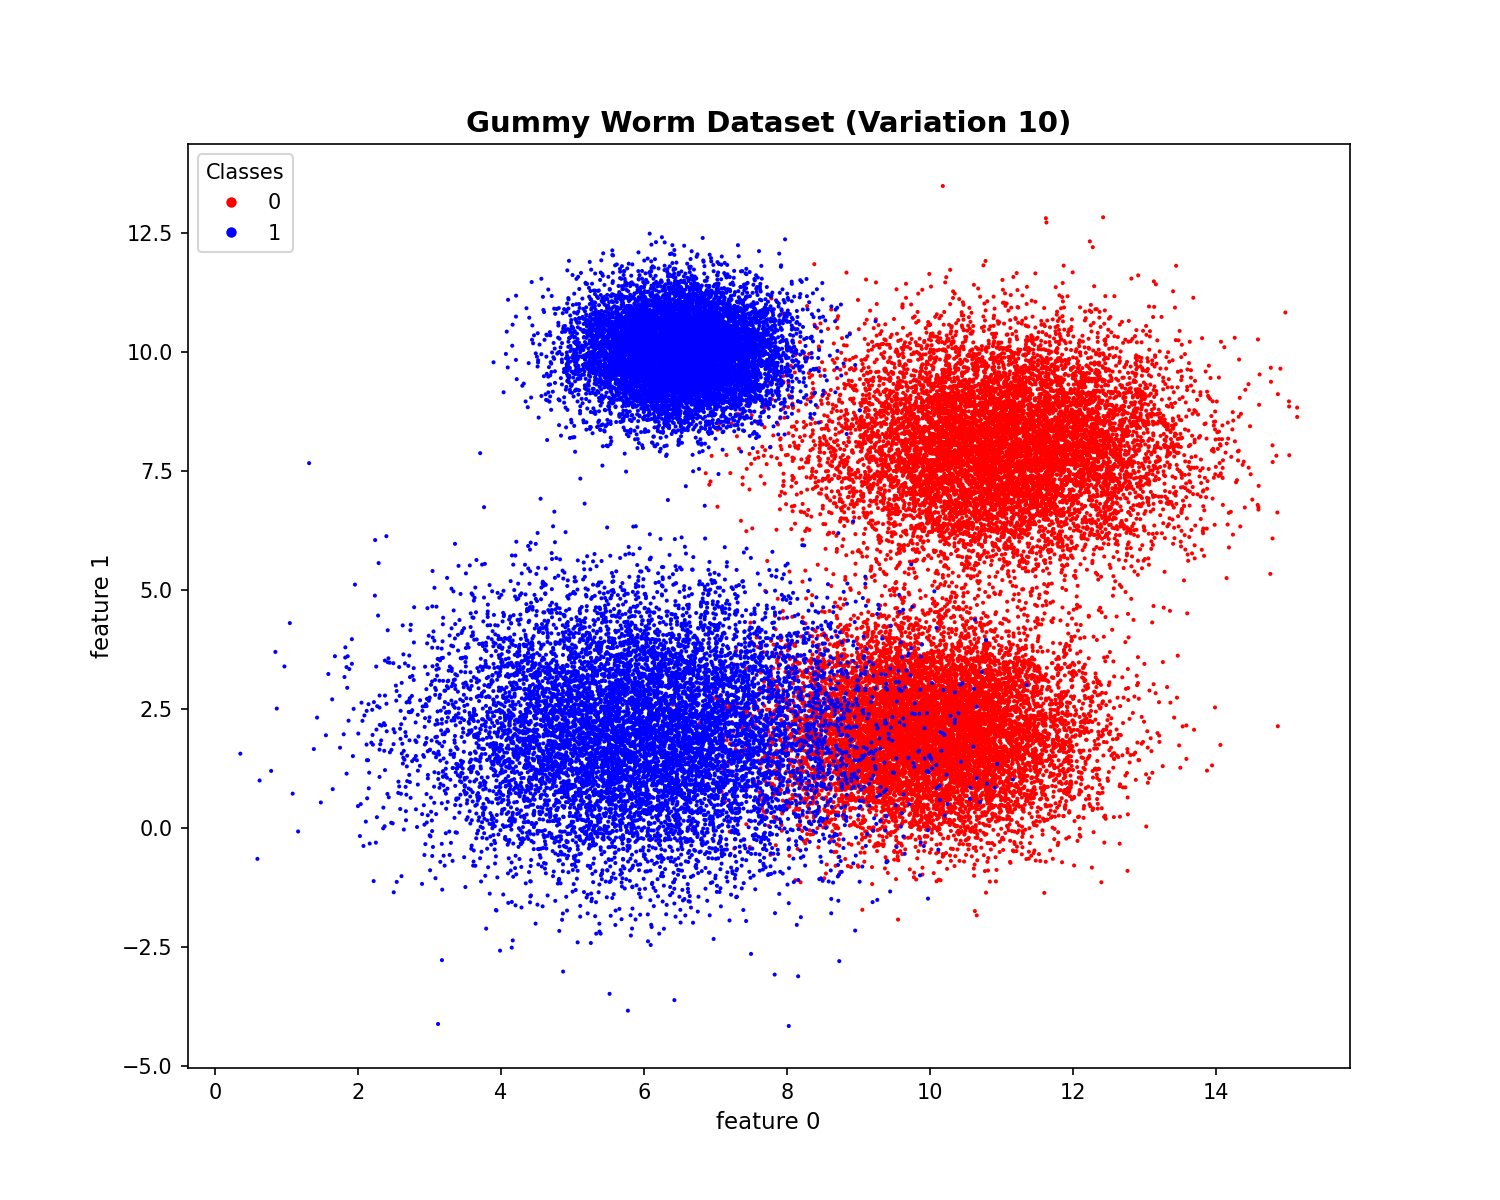 Gummy Worm Dataset (Variation 10)
Classes
0
1
12.5
10.0
7.5
5.0
2.5
0.0
−2.5
−5.0
feature 1
0 2 4 6 8 10 12 14
feature 0